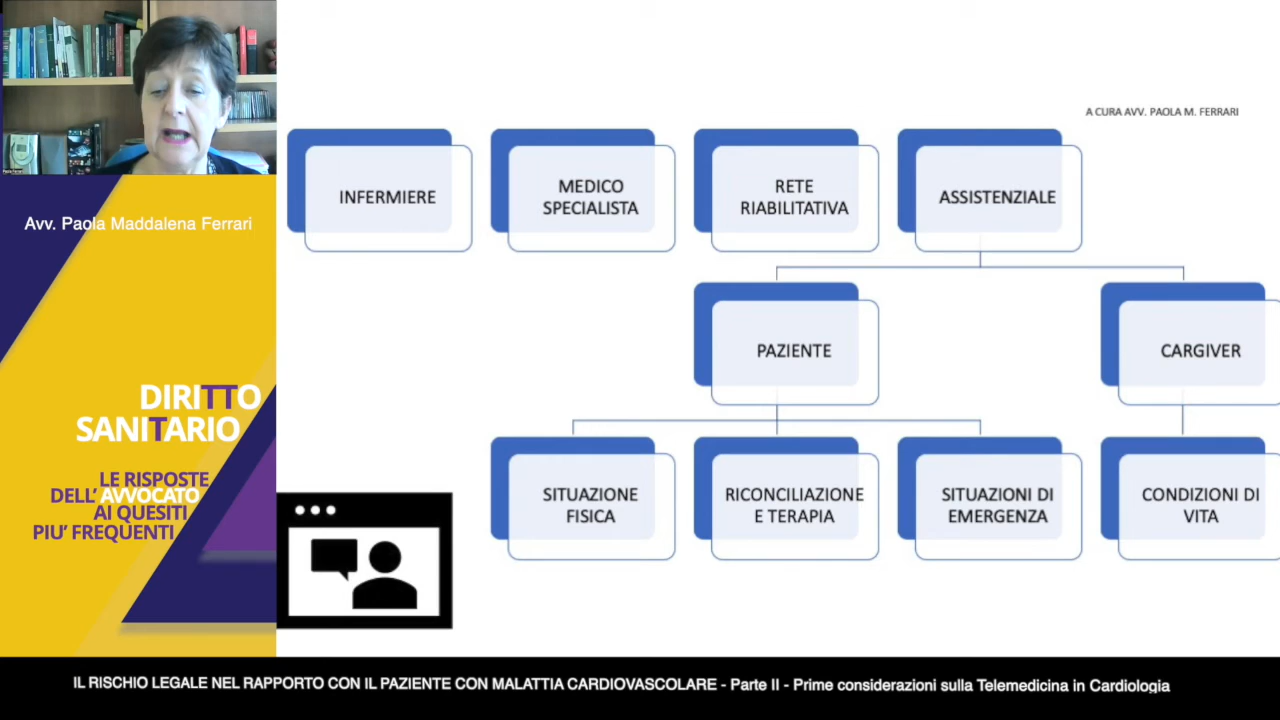 A CURA AVV. PAOLA M. FERRARI
INFERMIERE
MEDICO
SPECIALISTA
RETE
RIABILITATIVA
ASSISTENZIALE
PAZIENTE
CARGIVER
SITUAZIONE
FISICA
RICONCILIAZIONE
E TERAPIA
SITUAZIONI DI
EMERGENZA
CONDIZIONI DI
VITA
Avv. Paola Maddalena Ferrari
DIRITTO
SANITARIO
LE RISPOSTE
DELL' AVVOCATO
AI QUESITI
PIU' FREQUENTI
IL RISCHIO LEGALE NEL RAPPORTO CON IL PAZIENTE CON MALATTIA CARDIOVASCOLARE - Parte II - Prime considerazioni sulla Telemedicina in Cardiologia